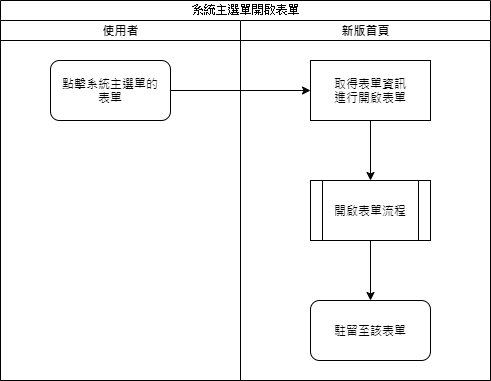 系統主選單開啟表單
使用者
新版首頁
點擊系統主選單的
表單
取得表單資訊
進行開啟表單
開啟表單流程
駐留至該表單